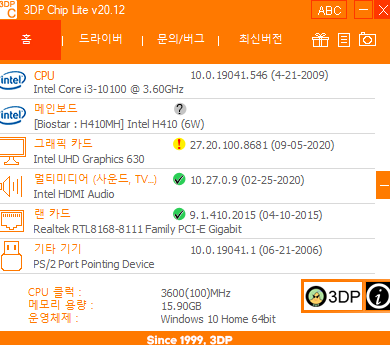 3DP
C
3DP Chip Lite v20.12
ABC
홈
드라이버
문의/버그
최신버전
intel
CPU
10.0.19041.546 (4-21-2009)
Intel Core i3-10100 @ 3.60GHz
intel
메인보드
?
[Biostar : H410MH] Intel H410 (6W)
그래픽 카드
!
27.20.100.8681 (09-05-2020)
Intel UHD Graphics 630
멀티미디어 (사운드, TV...)
10.27.0.9 (02-25-2020)
Intel HDMI Audio
랜 카드
9.1.410.2015 (04-10-2015)
Realtek RTL8168-8111 Family PCI-E Gigabit
기타 기기
10.0.19041.1 (06-21-2006)
PS/2 Port Pointing Device
CPU 클럭 : 3600(100)MHz
메모리 용량 : 15.90GB
운영체제 : Windows 10 Home 64bit
3DP
i
Since 1999, 3DP